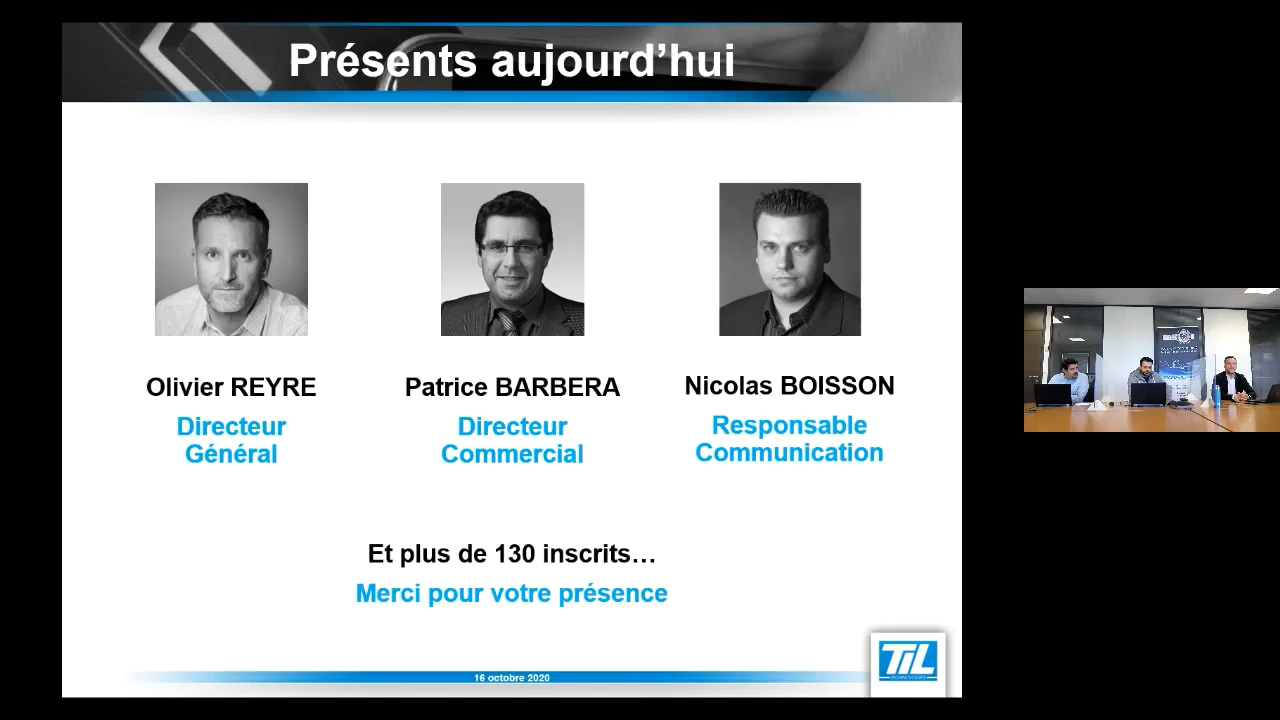 Présents aujourd’hui
Olivier REYRE
Directeur
Général
Patrice BARBERA
Directeur
Commercial
Nicolas BOISSON
Responsable
Communication
Et plus de 130 inscrits…
Merci pour votre présence
16 octobre 2020
TiL
TECHNOLOGIES